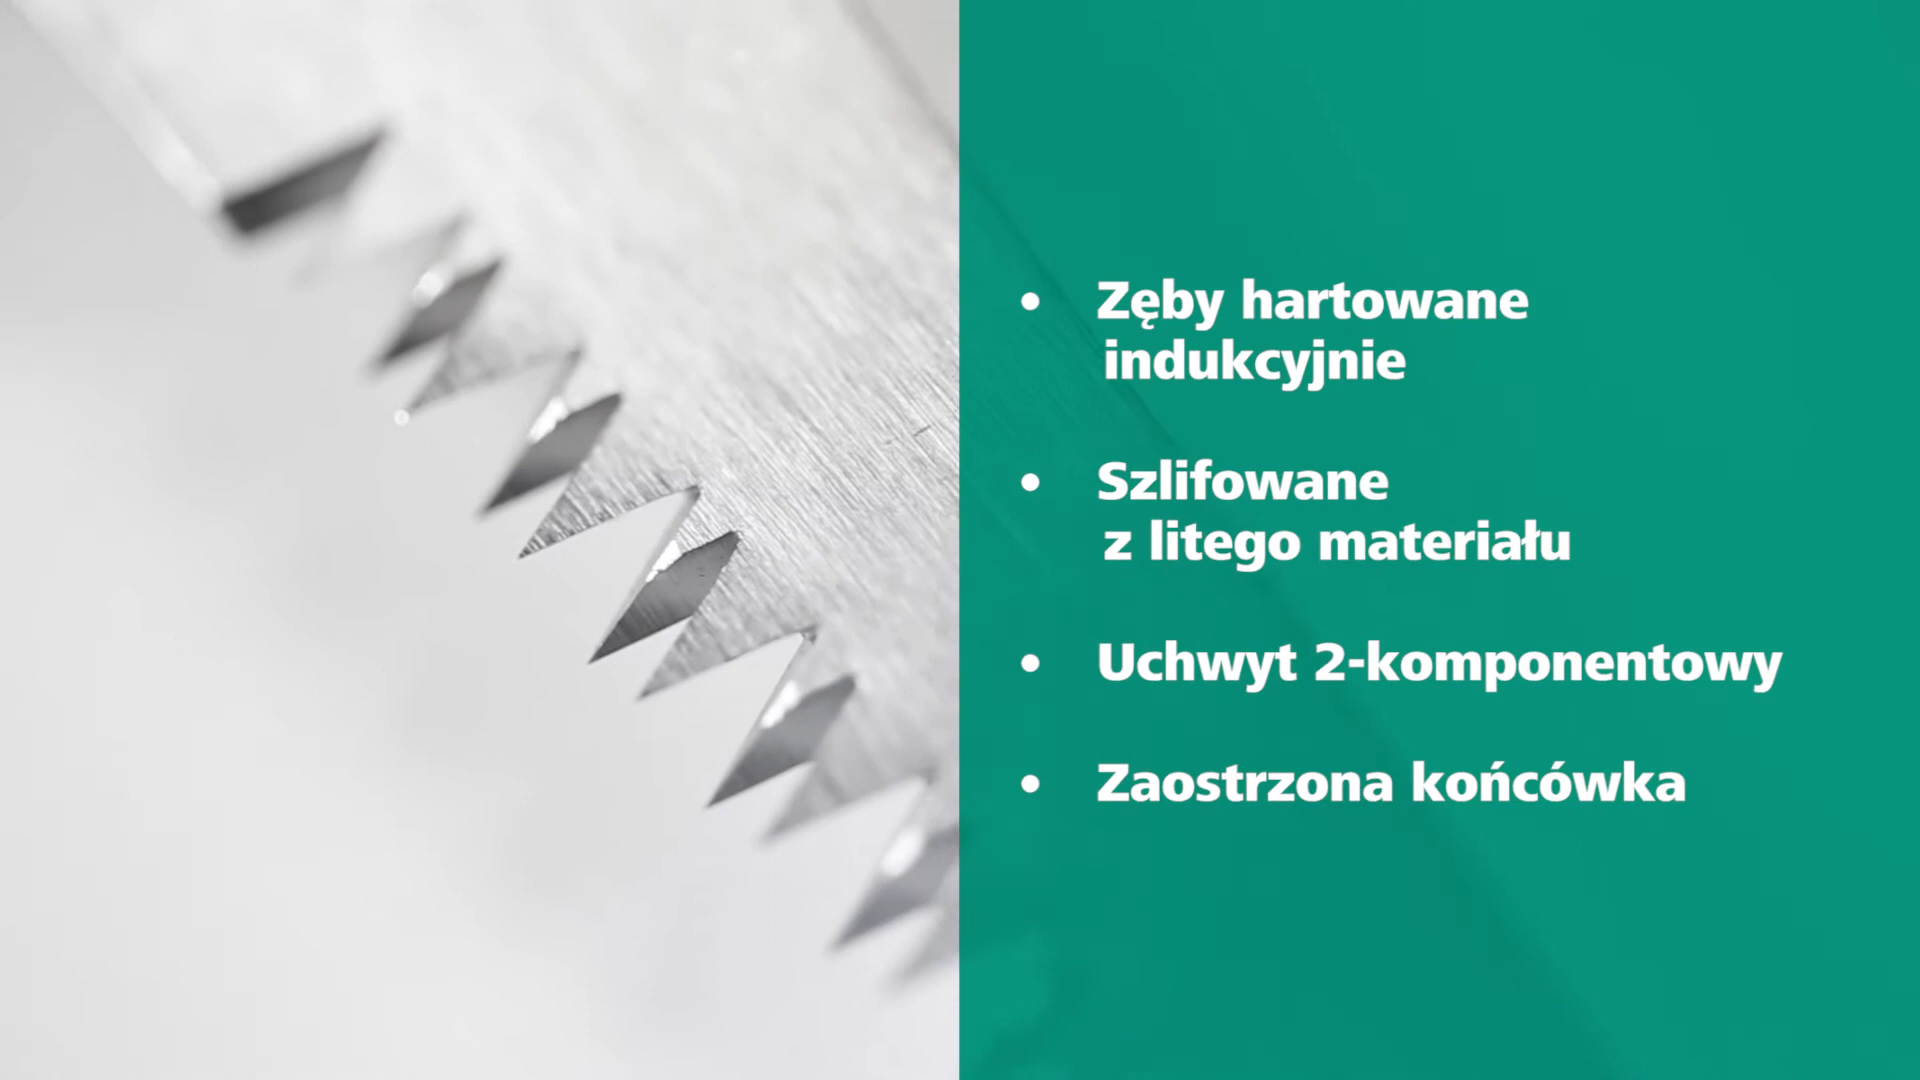 • Zęby hartowane
indukcyjnie
• Szlifowane
z litego materiału
• Uchwyt 2-komponentowy
• Zaostrzona końcówka